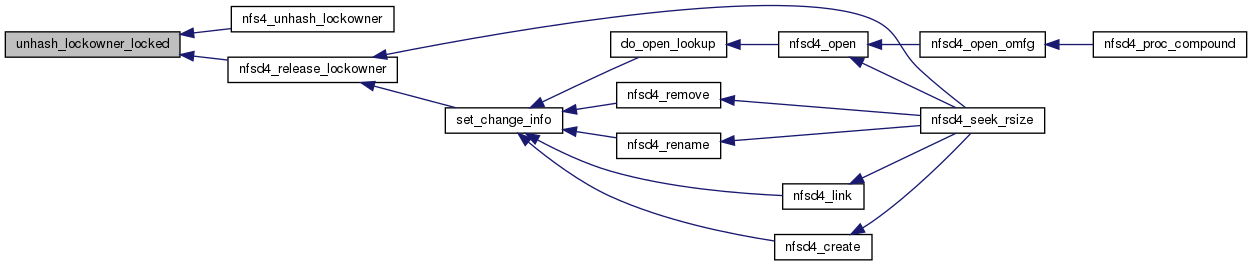 unhash_lockowner_locked
nfs4_unhash_lockowner
nfsd4_release_lockowner
set_change_info
do_open_lookup
nfsd4_remove
nfsd4_rename
nfsd4_link
nfsd4_create
nfsd4_open
nfsd4_open_omfg
nfsd4_proc_compound
nfsd4_seek_rsize